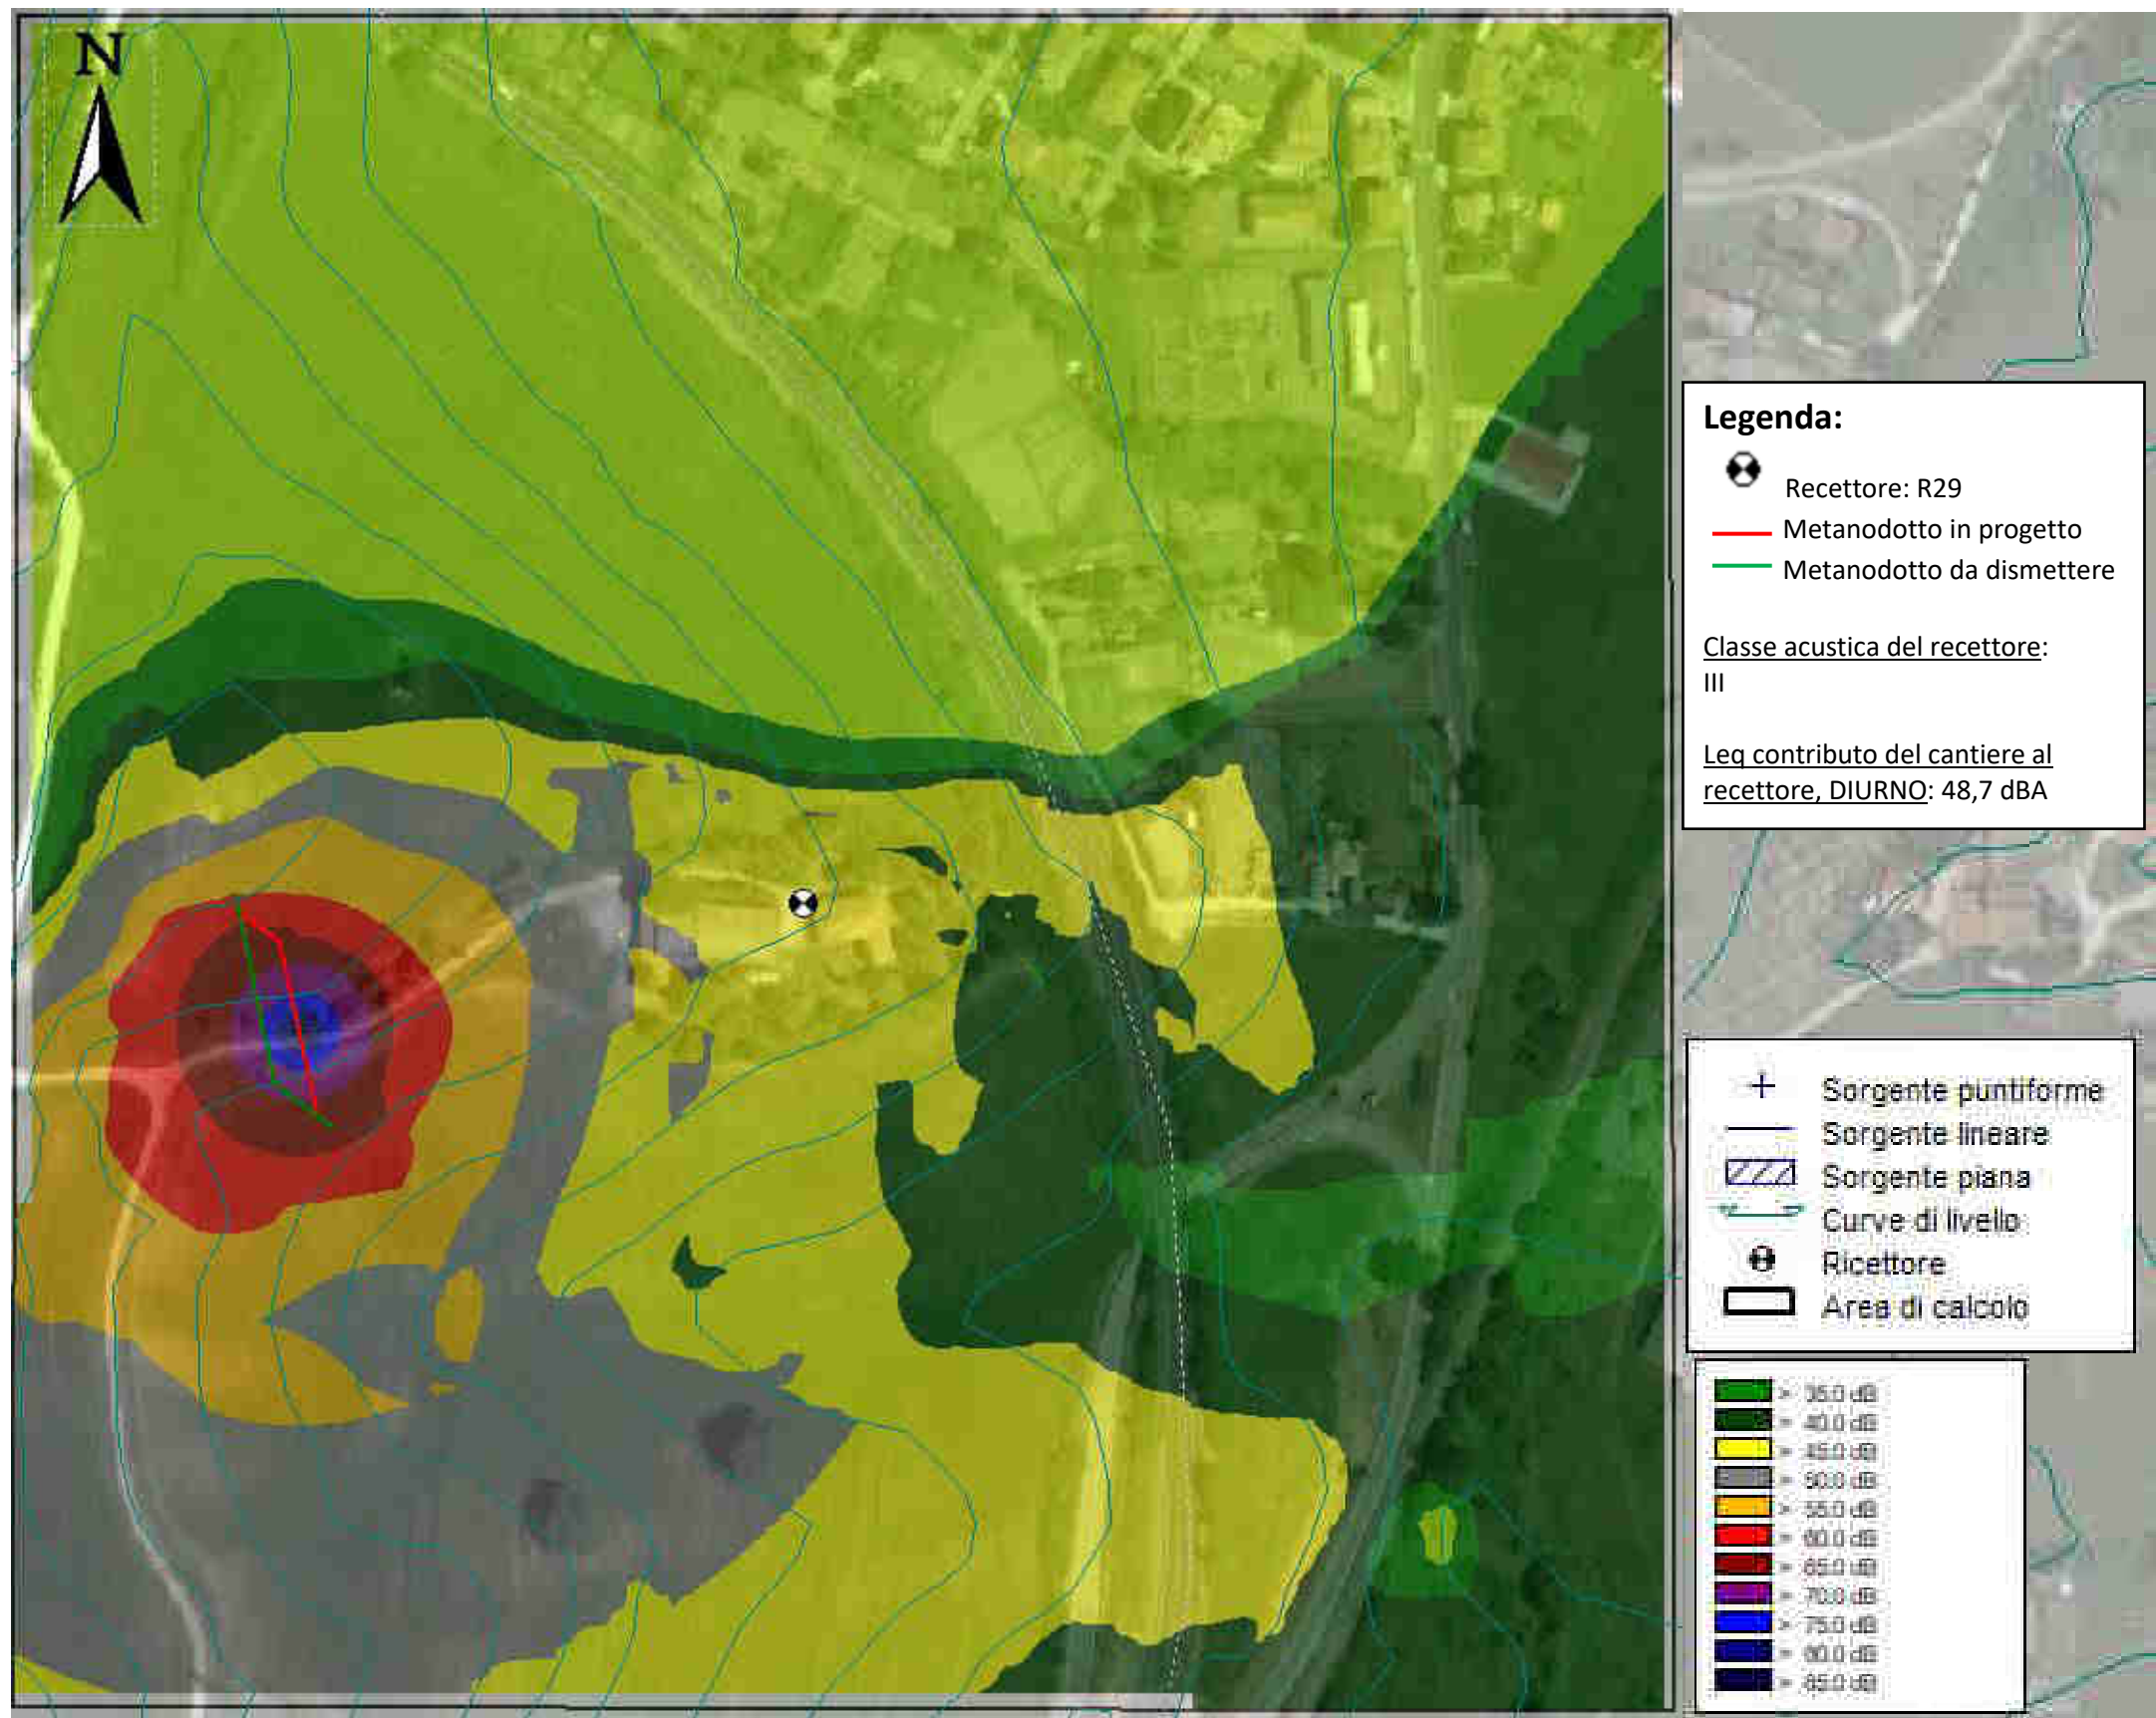 N
Legenda:
Recettore: R29
Metanodotto in progetto
Metanodotto da dismettere
Classe acustica del recettore:
III
Leq contributo del cantiere al
recettore, DIURNO: 48,7 dBA
Sorgente puntiforme
Sorgente lineare
Sorgente piana
Curve di livello
Ricettore
Area di calcolo
> 35.0 dB
> 40.0 dB
> 45.0 dB
> 50.0 dB
> 55.0 dB
> 60.0 dB
> 65.0 dB
> 70.0 dB
> 75.0 dB
> 80.0 dB
> 85.0 dB